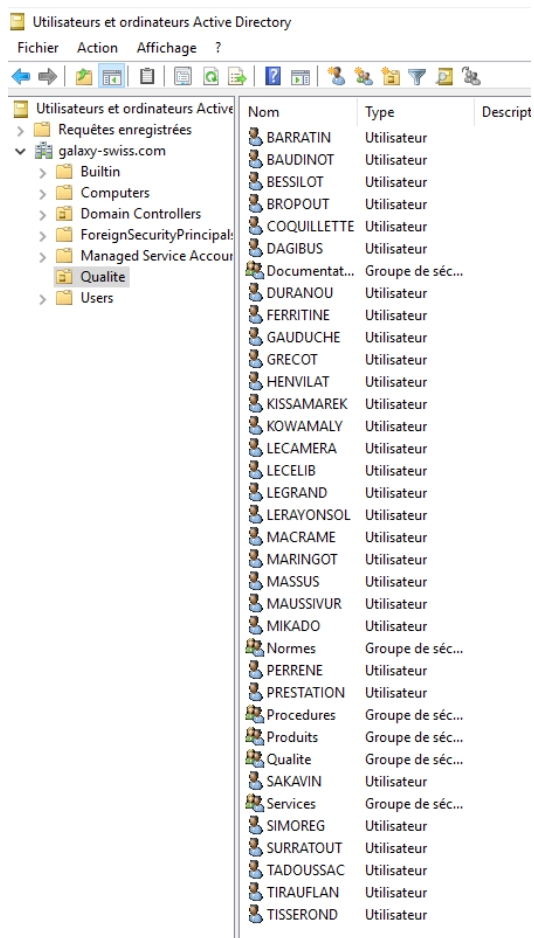 Utilisateurs et ordinateurs Active Directory
Fichier Action Affichage ?
Utilisateurs et ordinateurs Active
Requêtes enregistrées
galaxy-swiss.com
Builtin
Computers
Domain Controllers
ForeignSecurityPrincipals
Managed Service Accour
Qualite
Users
Nom Type Descript
BARRATIN Utilisateur
BAUDINOT Utilisateur
BESSILOT Utilisateur
BROPOUT Utilisateur
COQUILLETTE Utilisateur
DAGIBUS Utilisateur
Documentat... Groupe de séc...
DURANOU Utilisateur
FERRITINE Utilisateur
GAUDUCHE Utilisateur
GRECOT Utilisateur
HENVILAT Utilisateur
KISSAMAREK Utilisateur
KOWAMALY Utilisateur
LECAMERA Utilisateur
LECELIB Utilisateur
LEGRAND Utilisateur
LERAYONSOL Utilisateur
MACRAME Utilisateur
MARINGOT Utilisateur
MASSUS Utilisateur
MAUSSIVUR Utilisateur
MIKADO Utilisateur
Normes Groupe de séc...
PERRENE Utilisateur
PRESTATION Utilisateur
Procedures Groupe de séc...
Produits Groupe de séc...
Qualite Groupe de séc...
SAKAVIN Utilisateur
Services Groupe de séc...
SIMOREG Utilisateur
SURRATOUT Utilisateur
TADOUSSAC Utilisateur
TIRAUFLAN Utilisateur
TISSEROND Utilisateur